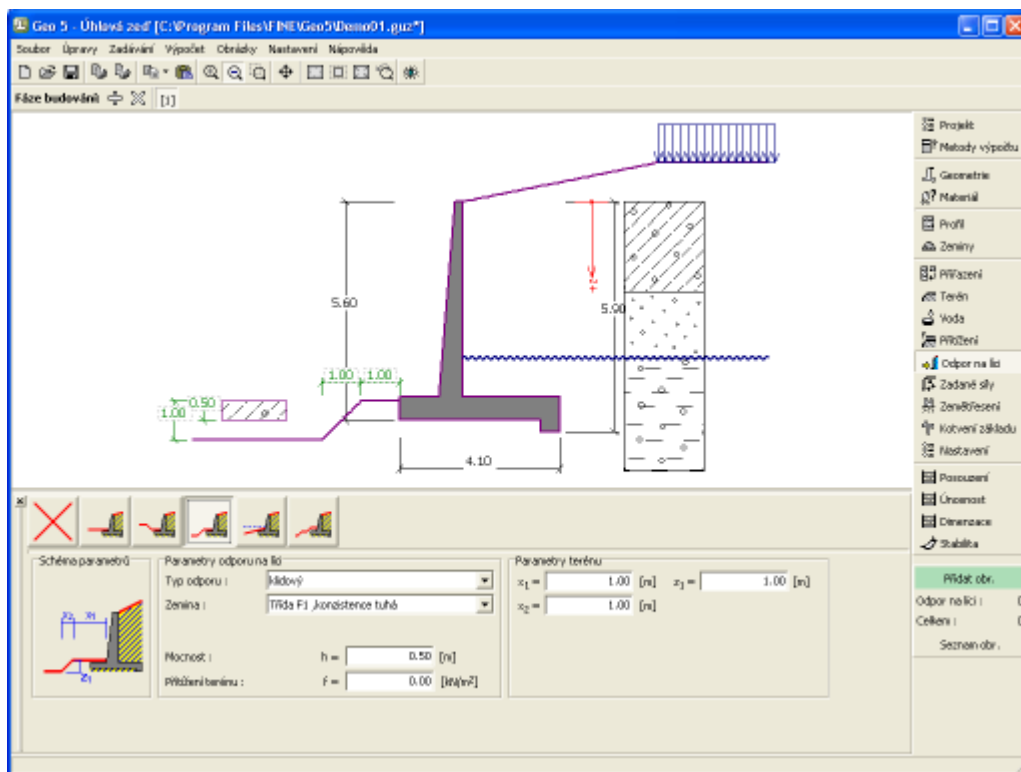 Geo 5 - Úhlová zeď [C:\Program Files\FINE\Geo5\Demo01.guz*]
Soubor Úpravy Zadávání Výpočet Obrázky Nastavení Nápověda
Fáze budování: [1]
Projekt
Metody výpočtu
Geometrie
Materiál
Profil
Zeminy
Přiřazení
Terén
Voda
Přitížení
Odpor na líci
Zadané síly
Zemětřesení
Kotvení základu
Nastavení
Posouzení
Únosnost
Dimenzace
Stabilita
Přidat obr.
Odpor na líci :
Celkem :
Seznam obr.
5.60
+z
5.90
1.00 1.00
0.50
1.00
4.10
Schéma parametrů
Parametry odporu na líci
Typ odporu : klidový
Zemina : Třída F1 ,konzistence tuhá
Mocnost : h = 0.50 [m]
Přitížení terénu : f = 0.00 [kN/m²]
Parametry terénu
x₁ = 1.00 [m] z₁ = 1.00 [m]
x₂ = 1.00 [m]
x₂ x₁
z₁